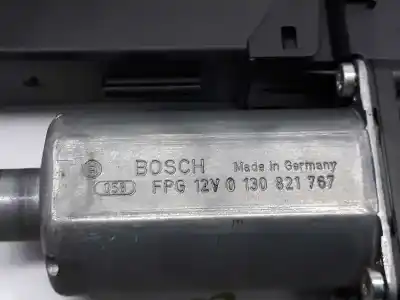 BOSCH Made in Germany
FPG 12V 0 130 821 767